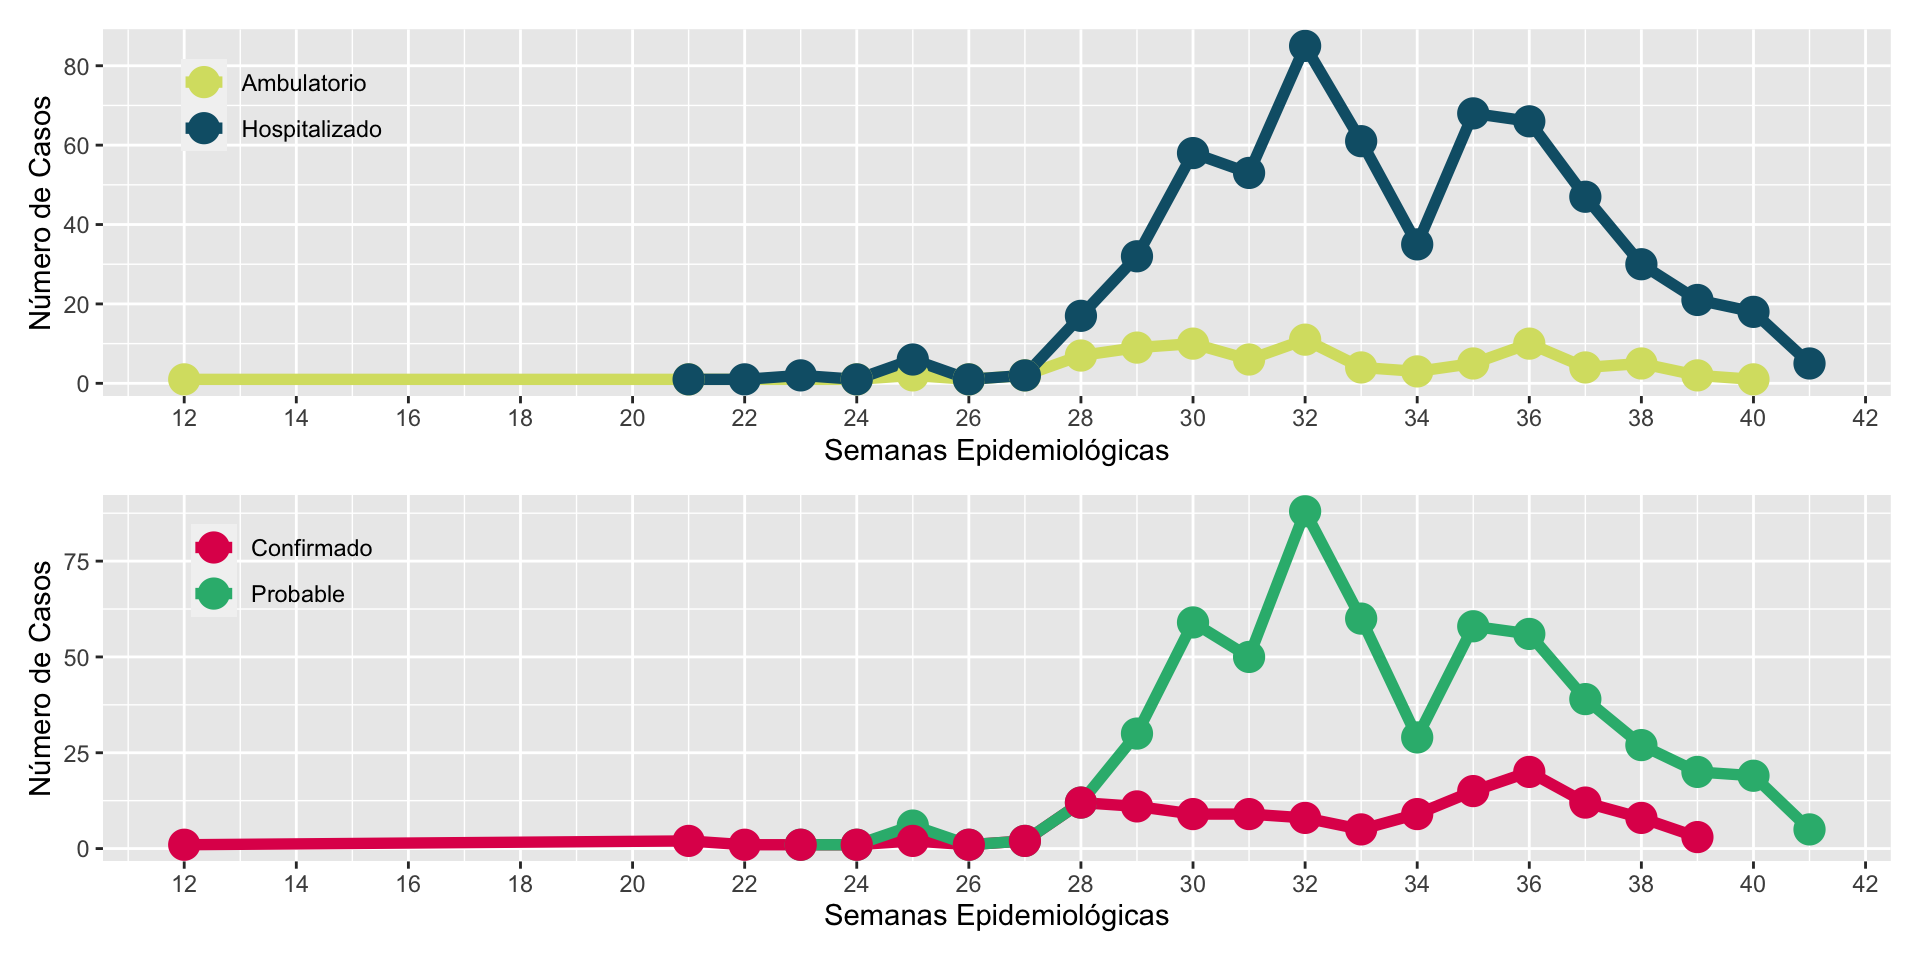 Número de Casos
80
60
40
20
0
Ambulatorio
Hospitalizado
12 14 16 18 20 22 24 26 28 30 32 34 36 38 40 42
Semanas Epidemiológicas
Número de Casos
75
50
25
0
Confirmado
Probable
12 14 16 18 20 22 24 26 28 30 32 34 36 38 40 42
Semanas Epidemiológicas